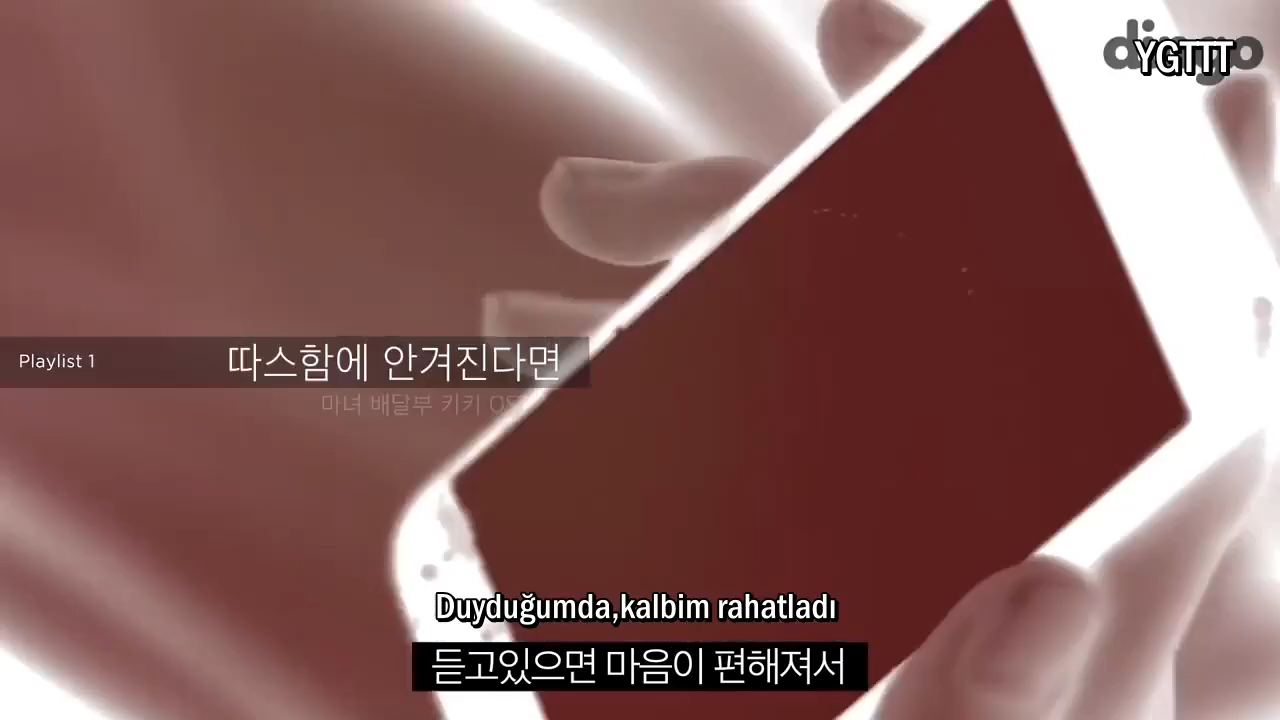 dingo
YGTTT
Playlist 1
따스함에 안겨진다면
마녀 배달부 키키
Duyduğumda,kalbim rahatladı
듣고있으면 마음이 편해져서